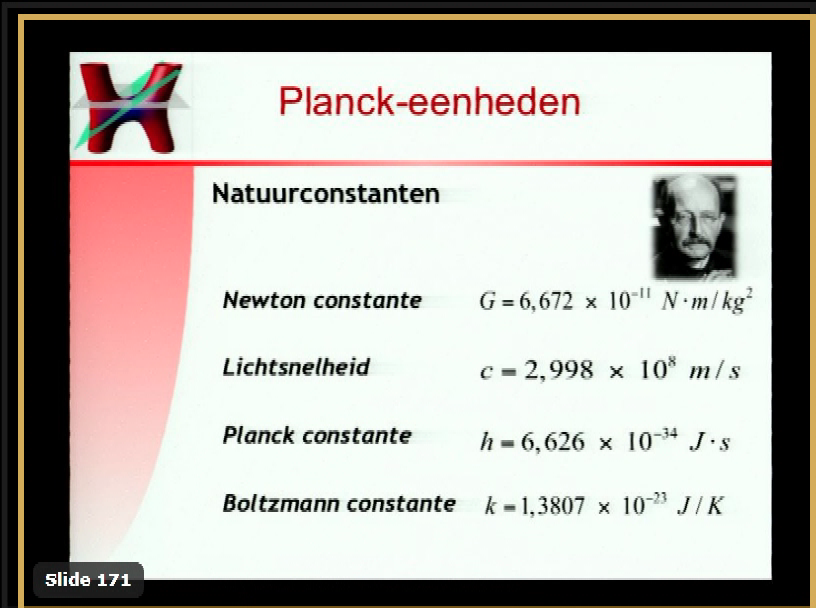 Planck-eenheden
Natuurconstanten
Newton constante G = 6,672 × 10⁻¹¹ N·m/kg²
Lichtsnelheid c = 2,998 × 10⁸ m/s
Planck constante h = 6,626 × 10⁻³⁴ J·s
Boltzmann constante k = 1,3807 × 10⁻²³ J/K
Slide 171